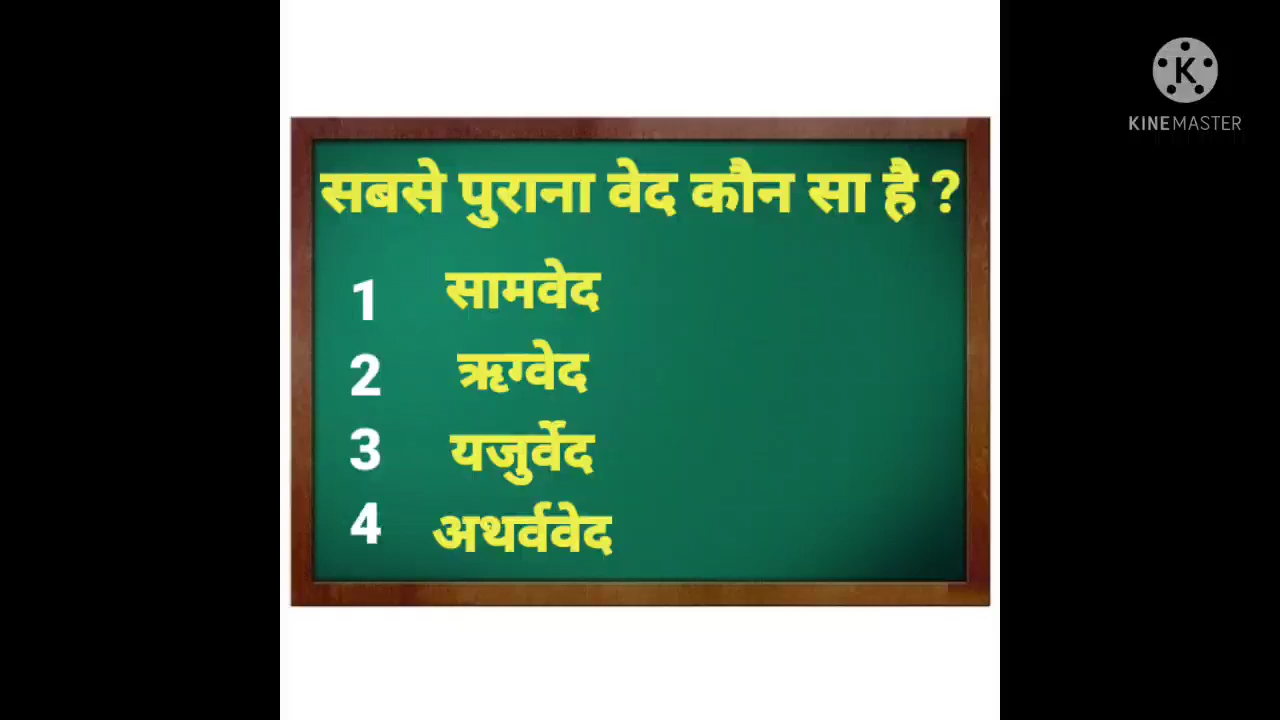 सबसे पुराना वेद कौन सा है ?
1 सामवेद
2 ऋग्वेद
3 यजुर्वेद
4 अथर्ववेद
K
KINEMASTER